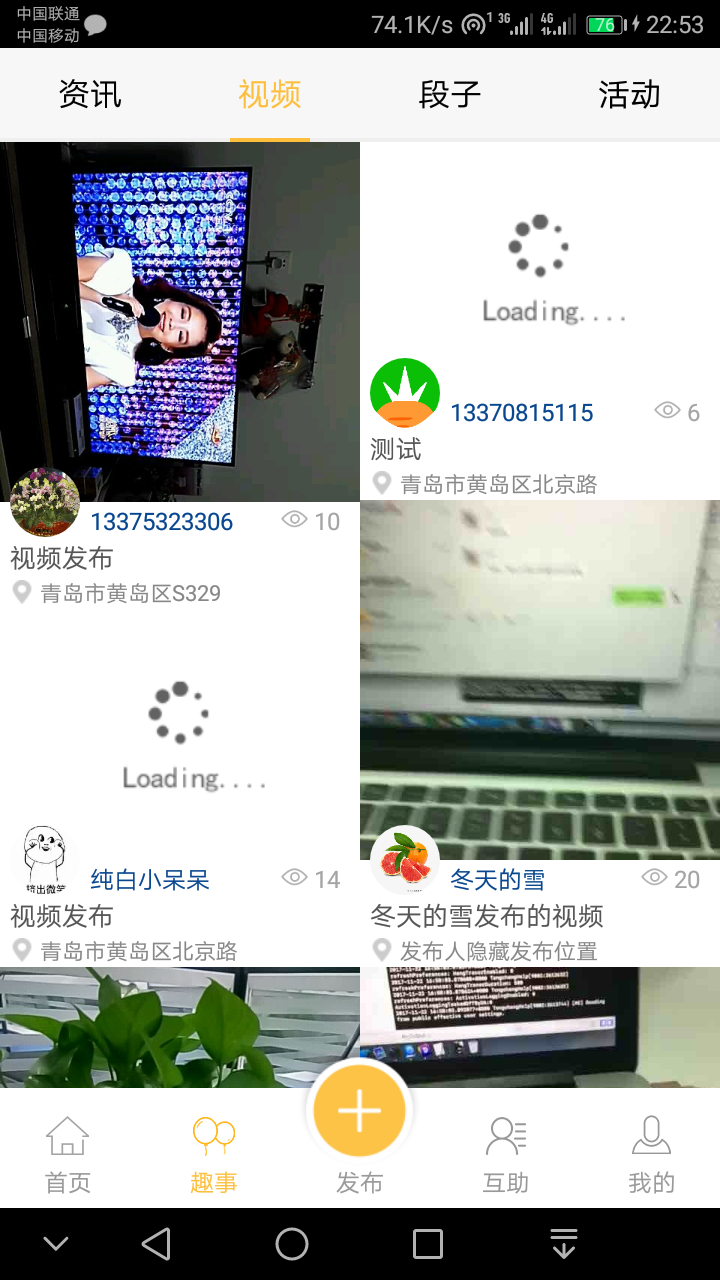 中国联通
中国移动
74.1K/s 1 3G 4G 76 22:53
资讯 视频 段子 活动
Loading....
13370815115 6
测试
青岛市黄岛区北京路
13375323306 10
视频发布
青岛市黄岛区S329
Loading....
纯白小呆呆 14
视频发布
青岛市黄岛区北京路
冬天的雪 20
冬天的雪发布的视频
发布人隐藏发布位置
首页 趣事 发布 互助 我的